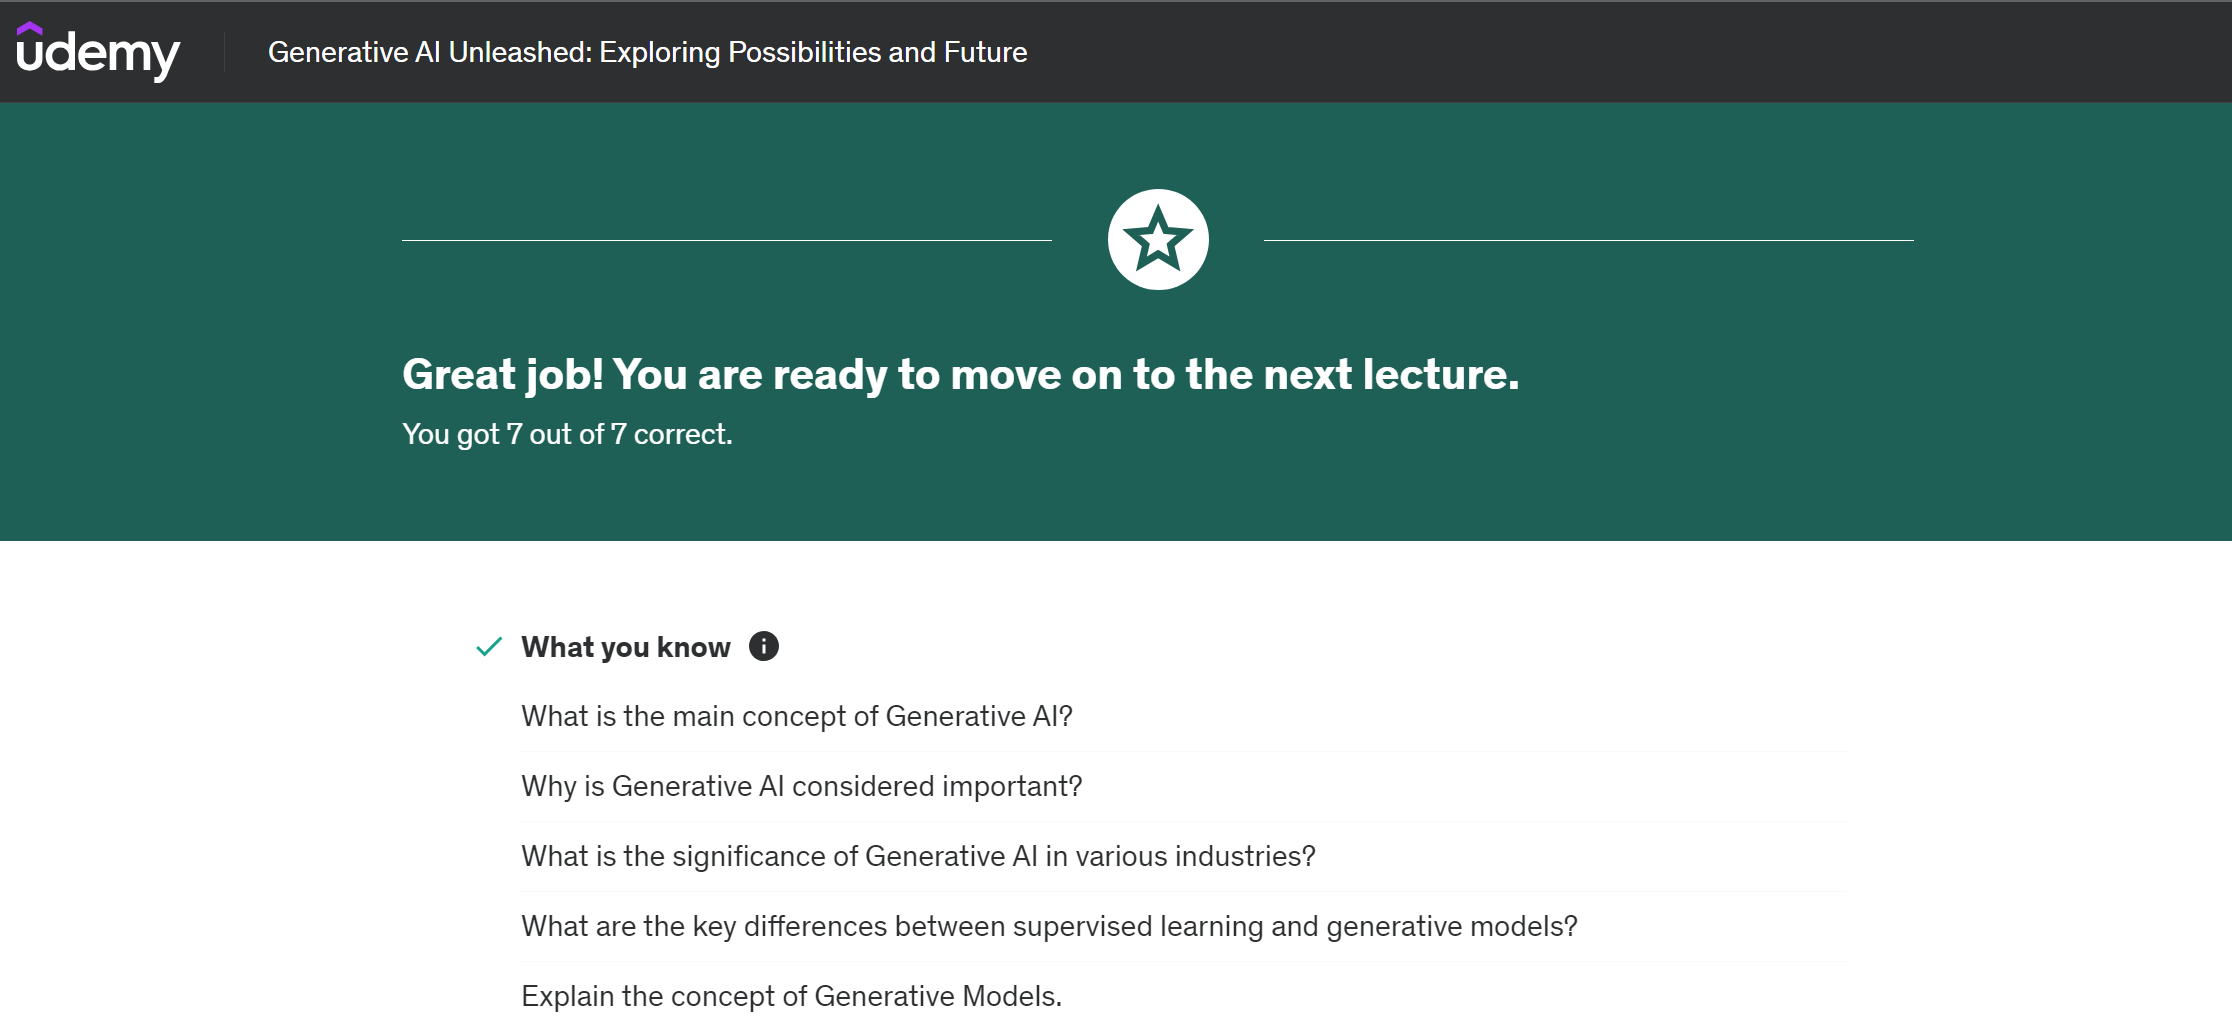 udemy
Generative AI Unleashed: Exploring Possibilities and Future
Great job! You are ready to move on to the next lecture.
You got 7 out of 7 correct.
What you know
What is the main concept of Generative AI?
Why is Generative AI considered important?
What is the significance of Generative AI in various industries?
What are the key differences between supervised learning and generative models?
Explain the concept of Generative Models.